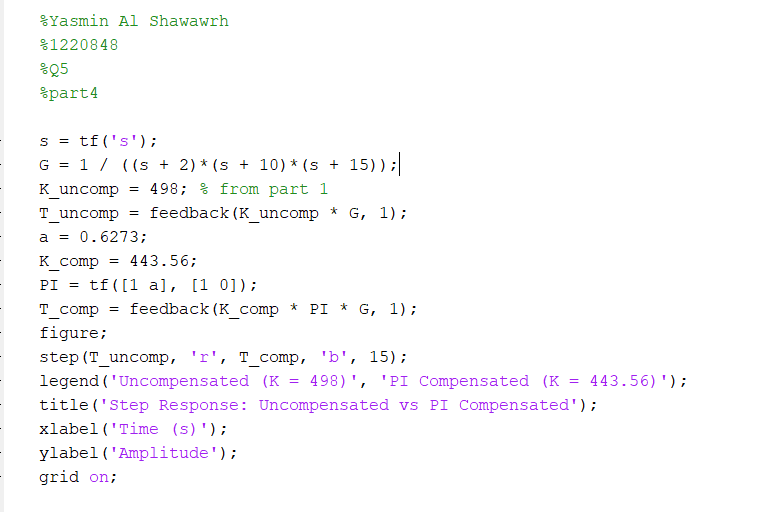 %Yasmin Al Shawawrh
%1220848
%Q5
%part4
s = tf('s');
G = 1 / ((s + 2)*(s + 10)*(s + 15));
K_uncomp = 498; % from part 1
T_uncomp = feedback(K_uncomp * G, 1);
a = 0.6273;
K_comp = 443.56;
PI = tf([1 a], [1 0]);
T_comp = feedback(K_comp * PI * G, 1);
figure;
step(T_uncomp, 'r', T_comp, 'b', 15);
legend('Uncompensated (K = 498)', 'PI Compensated (K = 443.56)');
title('Step Response: Uncompensated vs PI Compensated');
xlabel('Time (s)');
ylabel('Amplitude');
grid on;